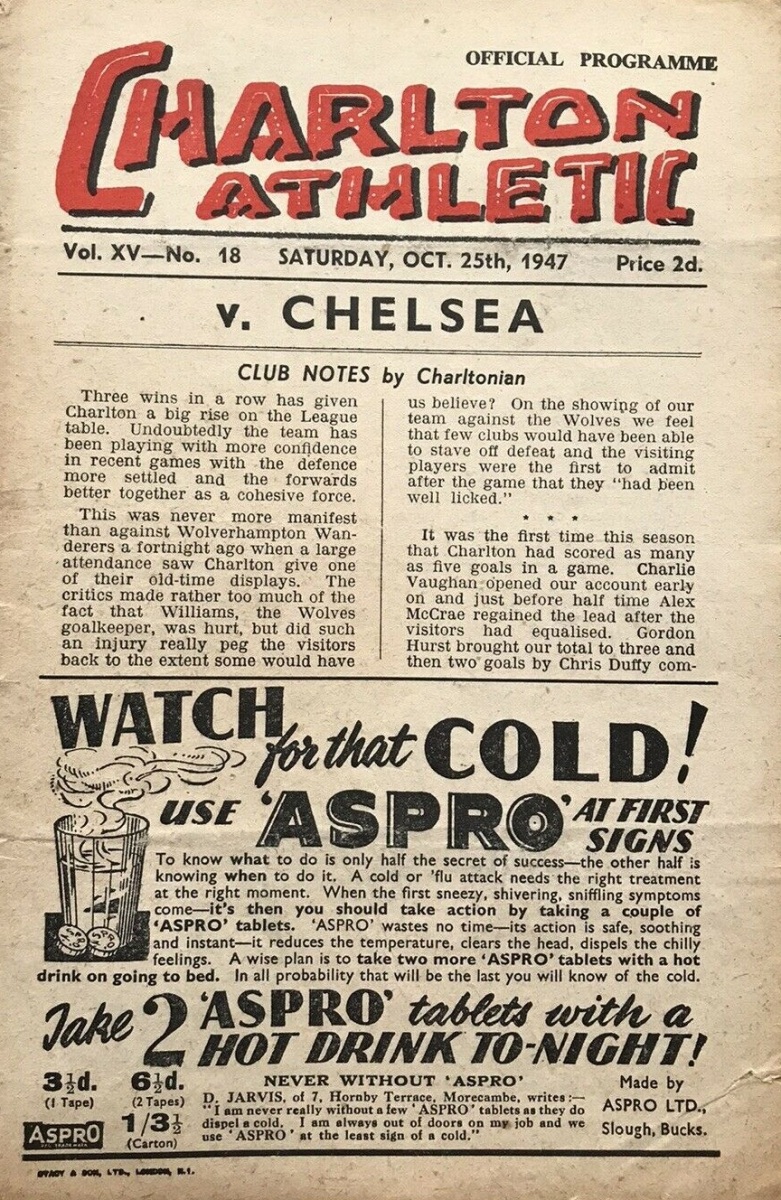 OFFICIAL PROGRAMME
CHARLTON
ATHLETIC
Vol. XV—No. 18 SATURDAY, OCT. 25th, 1947 Price 2d.
v. CHELSEA
CLUB NOTES by Charltonian
Three wins in a row has given
Charlton a big rise on the League
table. Undoubtedly the team has
been playing with more confidence
in recent games with the defence
more settled and the forwards
better together as a cohesive force.
This was never more manifest
than against Wolverhampton Wan-
derers a fortnight ago when a large
attendance saw Charlton give one
of their old-time displays. The
critics made rather too much of the
fact that Williams, the Wolves
goalkeeper, was hurt, but did such
an injury really peg the visitors
back to the extent some would have
us believe? On the showing of our
team against the Wolves we feel
that few clubs would have been able
to stave off defeat and the visiting
players were the first to admit
after the game that they "had been
well licked."
* * *
It was the first time this season
that Charlton had scored as many
as five goals in a game. Charlie
Vaughan opened our account early
on and just before half time Alex
McCrae regained the lead after the
visitors had equalised. Gordon
Hurst brought our total to three and
then two goals by Chris Duffy com-
WATCH for that COLD!
USE 'ASPRO' AT FIRST
SIGNS
To know what to do is only half the secret of success—the other half is
knowing when to do it. A cold or 'flu attack needs the right treatment
at the right moment. When the first sneezy, shivering, sniffling symptoms
come—it's then you should take action by taking a couple of
'ASPRO' tablets. 'ASPRO' wastes no time—its action is safe, soothing
and instant—it reduces the temperature, clears the head, dispels the chilly
feelings. A wise plan is to take two more 'ASPRO' tablets with a hot
drink on going to bed. In all probability that will be the last you will know of the cold.
Take 2 'ASPRO' tablets with a
HOT DRINK TO-NIGHT!
3½d. 6½d.
(1 Tape) (2 Tapes)
ASPRO 1/3½
(Carton)
NEVER WITHOUT 'ASPRO'
D. JARVIS, of 7, Hornby Terrace, Morecambe, writes:—
"I am never really without a few 'ASPRO' tablets as they do
dispel a cold. I am always out of doors on my job and we
use 'ASPRO' at the least sign of a cold."
Made by
ASPRO LTD.,
Slough, Bucks.
STACY & SON, LTD., LONDON, N.1.